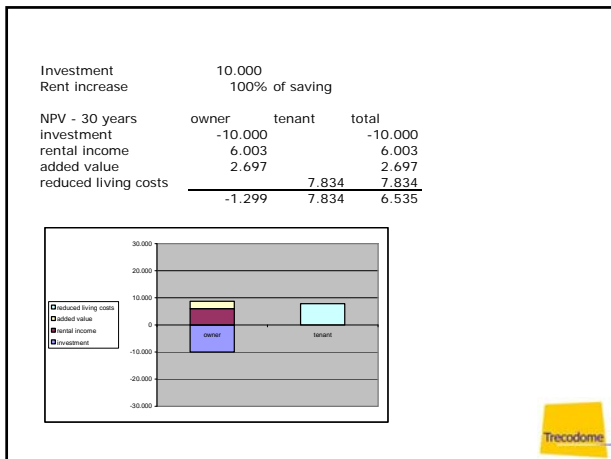 Investment 10.000
Rent increase 100% of saving
NPV - 30 years owner tenant total
investment -10.000 -10.000
rental income 6.003 6.003
added value 2.697 2.697
reduced living costs 7.834 7.834
-1.299 7.834 6.535
30.000
20.000
10.000
0
-10.000
-20.000
-30.000
owner tenant
reduced living costs
added value
rental income
investment
Trecodome